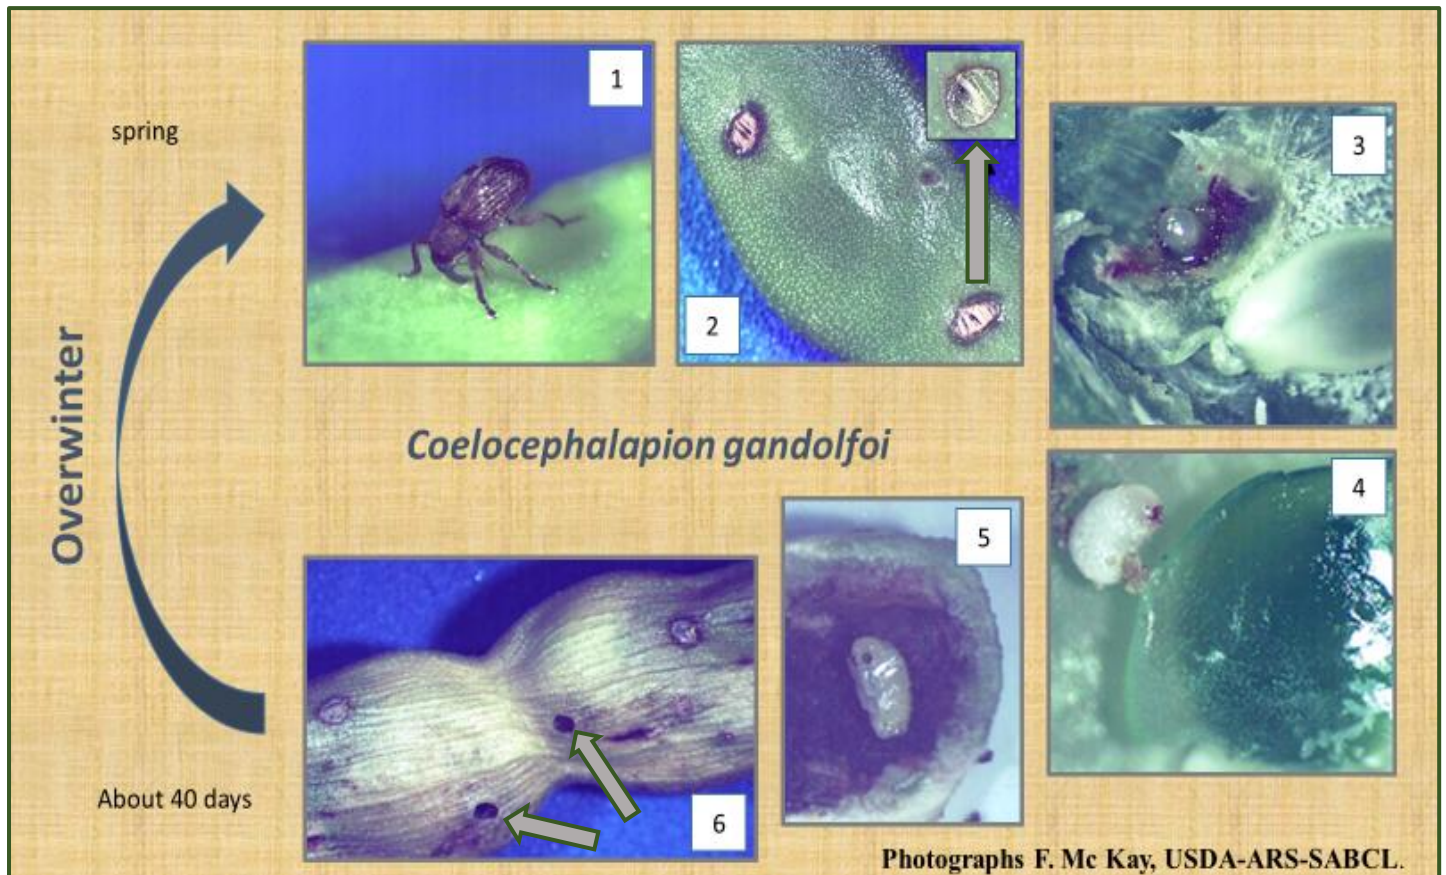 spring
1
2
3
Overwinter
Coelocephalapion gandolfoi
4
5
About 40 days
6
Photographs F. Mc Kay, USDA-ARS-SABCL.